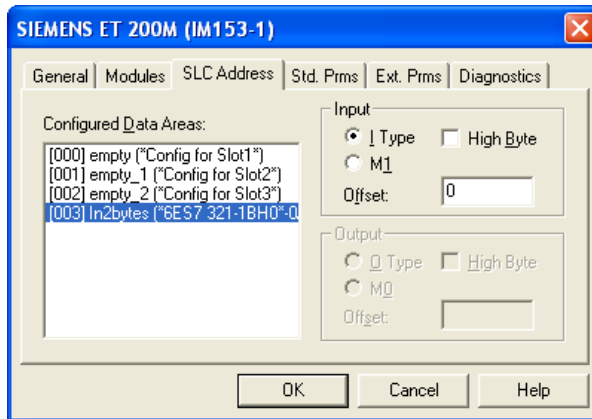 SIEMENS ET 200M (IM153-1)
General Modules SLC Address Std. Prms Ext. Prms Diagnostics
Configured Data Areas:
[000] empty (*Config for Slot1*)
[001] empty_1 (*Config for Slot2*)
[002] empty_2 (*Config for Slot3*)
[003] In2bytes (*6ES7 321-1BH0*-0.
Input
I Type High Byte
M1
Offset: 0
Output
O Type High Byte
M0
Offset:
OK Cancel Help